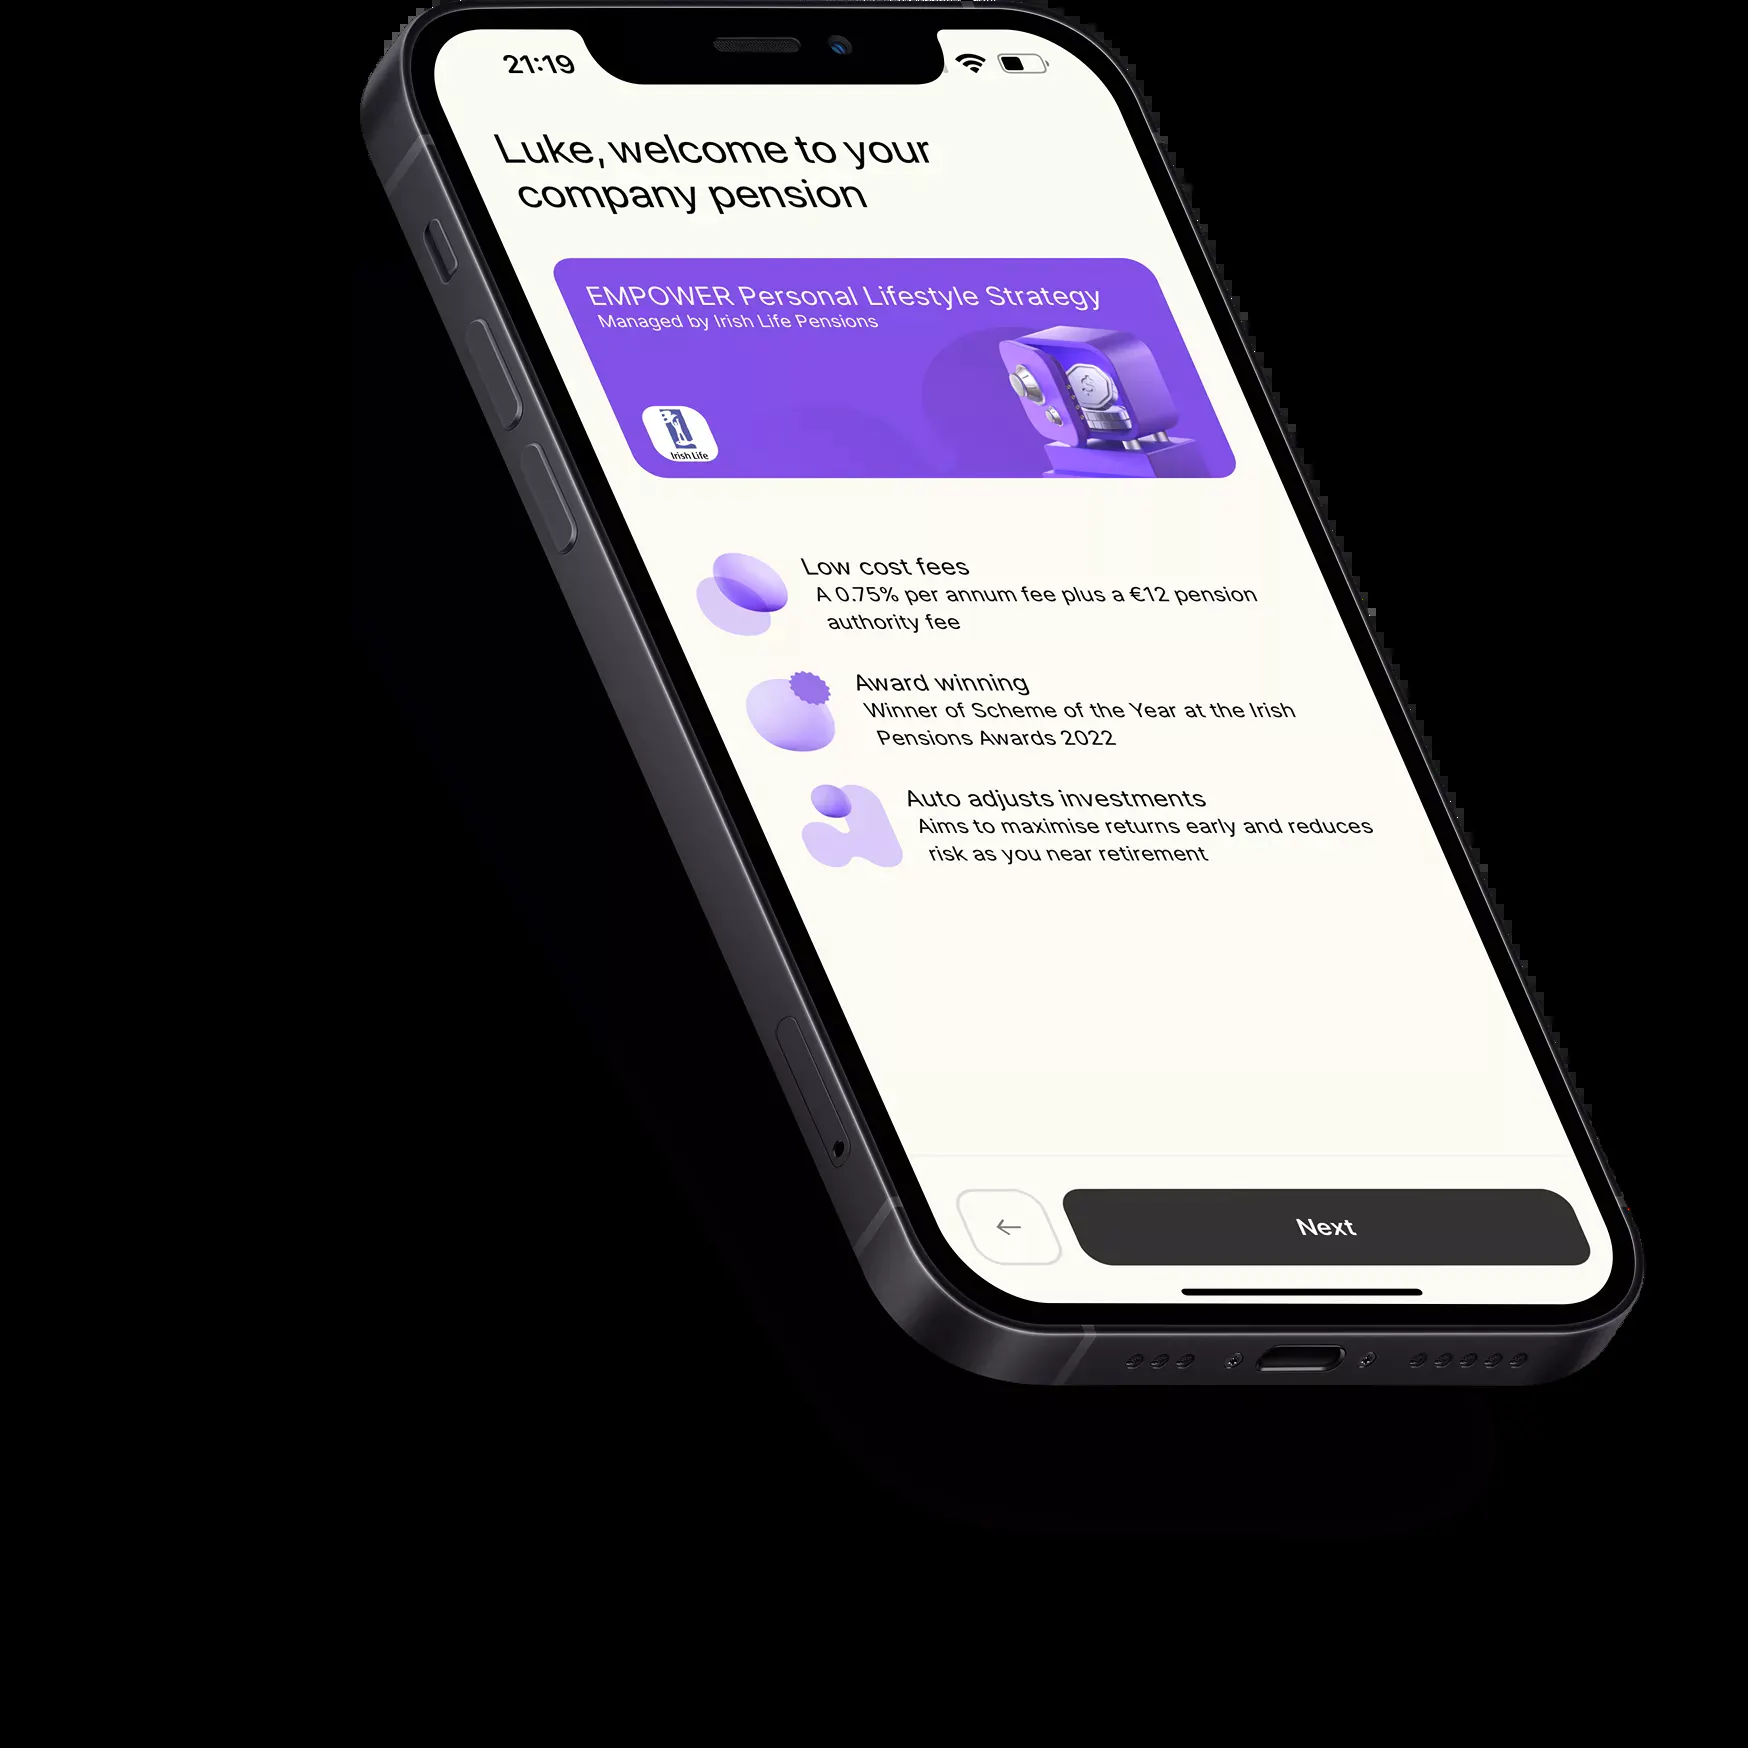 21:19
Luke, welcome to your
company pension
EMPOWER Personal Lifestyle Strategy
Managed by Irish Life Pensions
Irish Life
Low cost fees
A 0.75% per annum fee plus a €12 pension
authority fee
Award winning
Winner of Scheme of the Year at the Irish
Pensions Awards 2022
Auto adjusts investments
Aims to maximise returns early and reduces
risk as you near retirement
Next